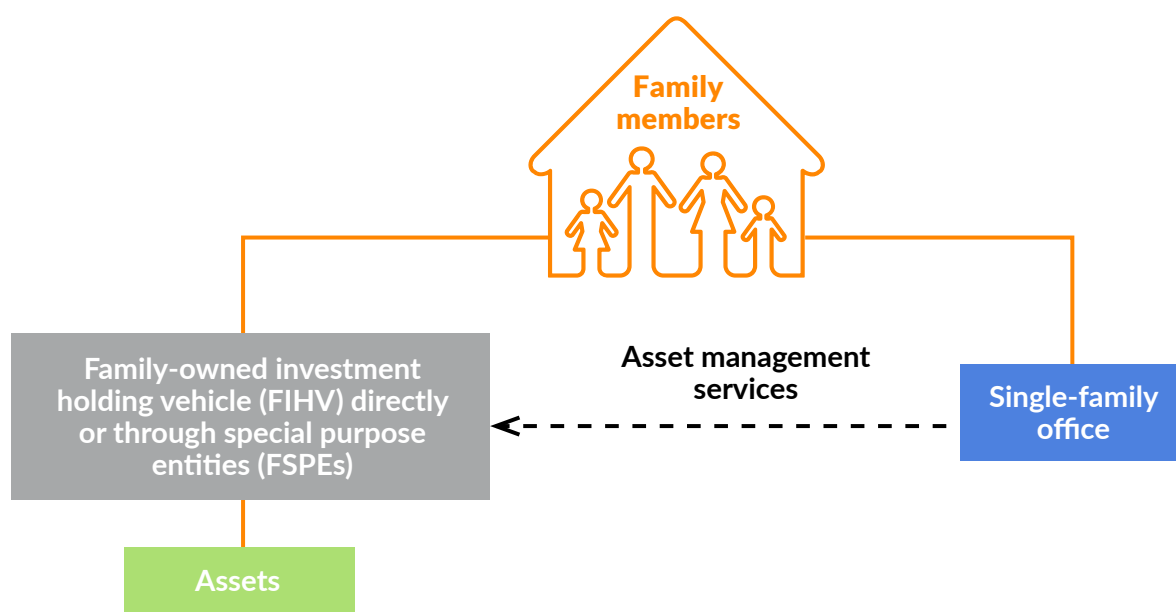 Family
members
Family-owned investment
holding vehicle (FIHV) directly
or through special purpose
entities (FSPEs)
Asset management
services
Single-family
office
Assets